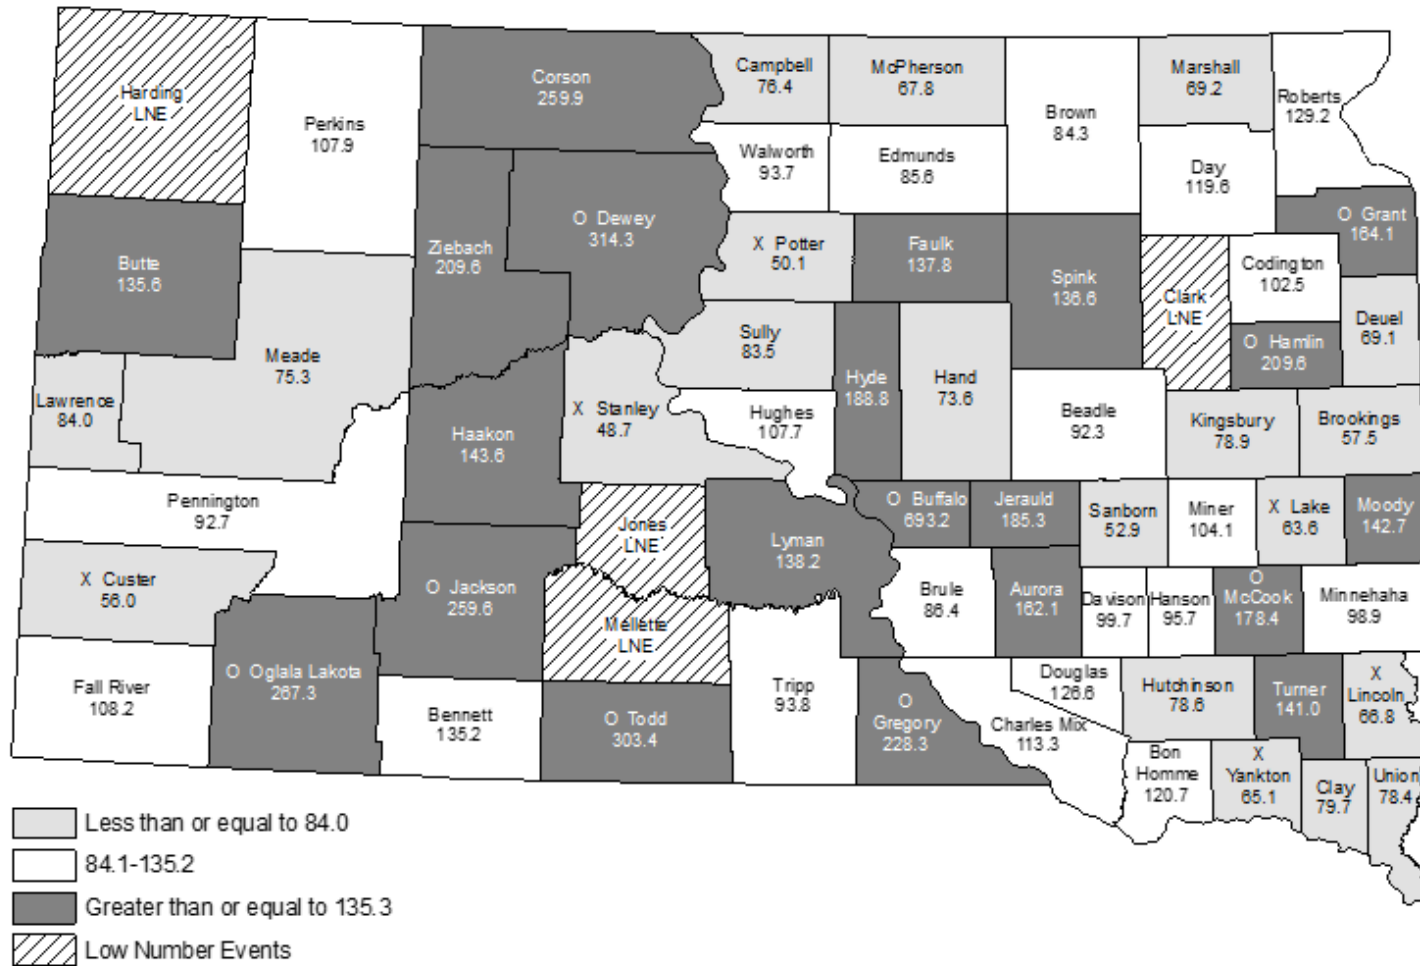 Harding
LNE
Perkins
107.9
Corson
259.9
Campbell
76.4
McPherson
67.8
Brown
84.3
Marshall
69.2
Roberts
129.2
Walworth
93.7
Edmunds
85.6
Day
119.6
Butte
135.6
Ziebach
209.6
O Dewey
314.3
X Potter
50.1
Faulk
137.8
Spink
136.6
Clark
LNE
Codington
102.5
O Grant
164.1
Meade
75.3
Sully
83.5
Hyde
188.8
Hand
73.6
O Hamlin
209.6
Deuel
69.1
Lawrence
84.0
Haakon
143.6
X Stanley
48.7
Hughes
107.7
Beadle
92.3
Kingsbury
78.9
Brookings
57.5
Pennington
92.7
Jones
LNE
Lyman
138.2
O Buffalo
693.2
Jerauld
185.3
Sanborn
52.9
Miner
104.1
X Lake
63.6
Moody
142.7
X Custer
56.0
O Jackson
259.6
Mellette
LNE
Brule
86.4
Aurora
162.1
Davison
99.7
Hanson
95.7
O
McCook
178.4
Minnehaha
98.9
Fall River
108.2
O Oglala Lakota
267.3
Bennett
135.2
O Todd
303.4
Tripp
93.8
O
Gregory
228.3
Charles Mix
113.3
Douglas
126.6
Hutchinson
78.6
Turner
141.0
X
Lincoln
66.8
Bon
Homme
120.7
X
Yankton
65.1
Clay
79.7
Union
78.4
Less than or equal to 84.0
84.1-135.2
Greater than or equal to 135.3
Low Number Events